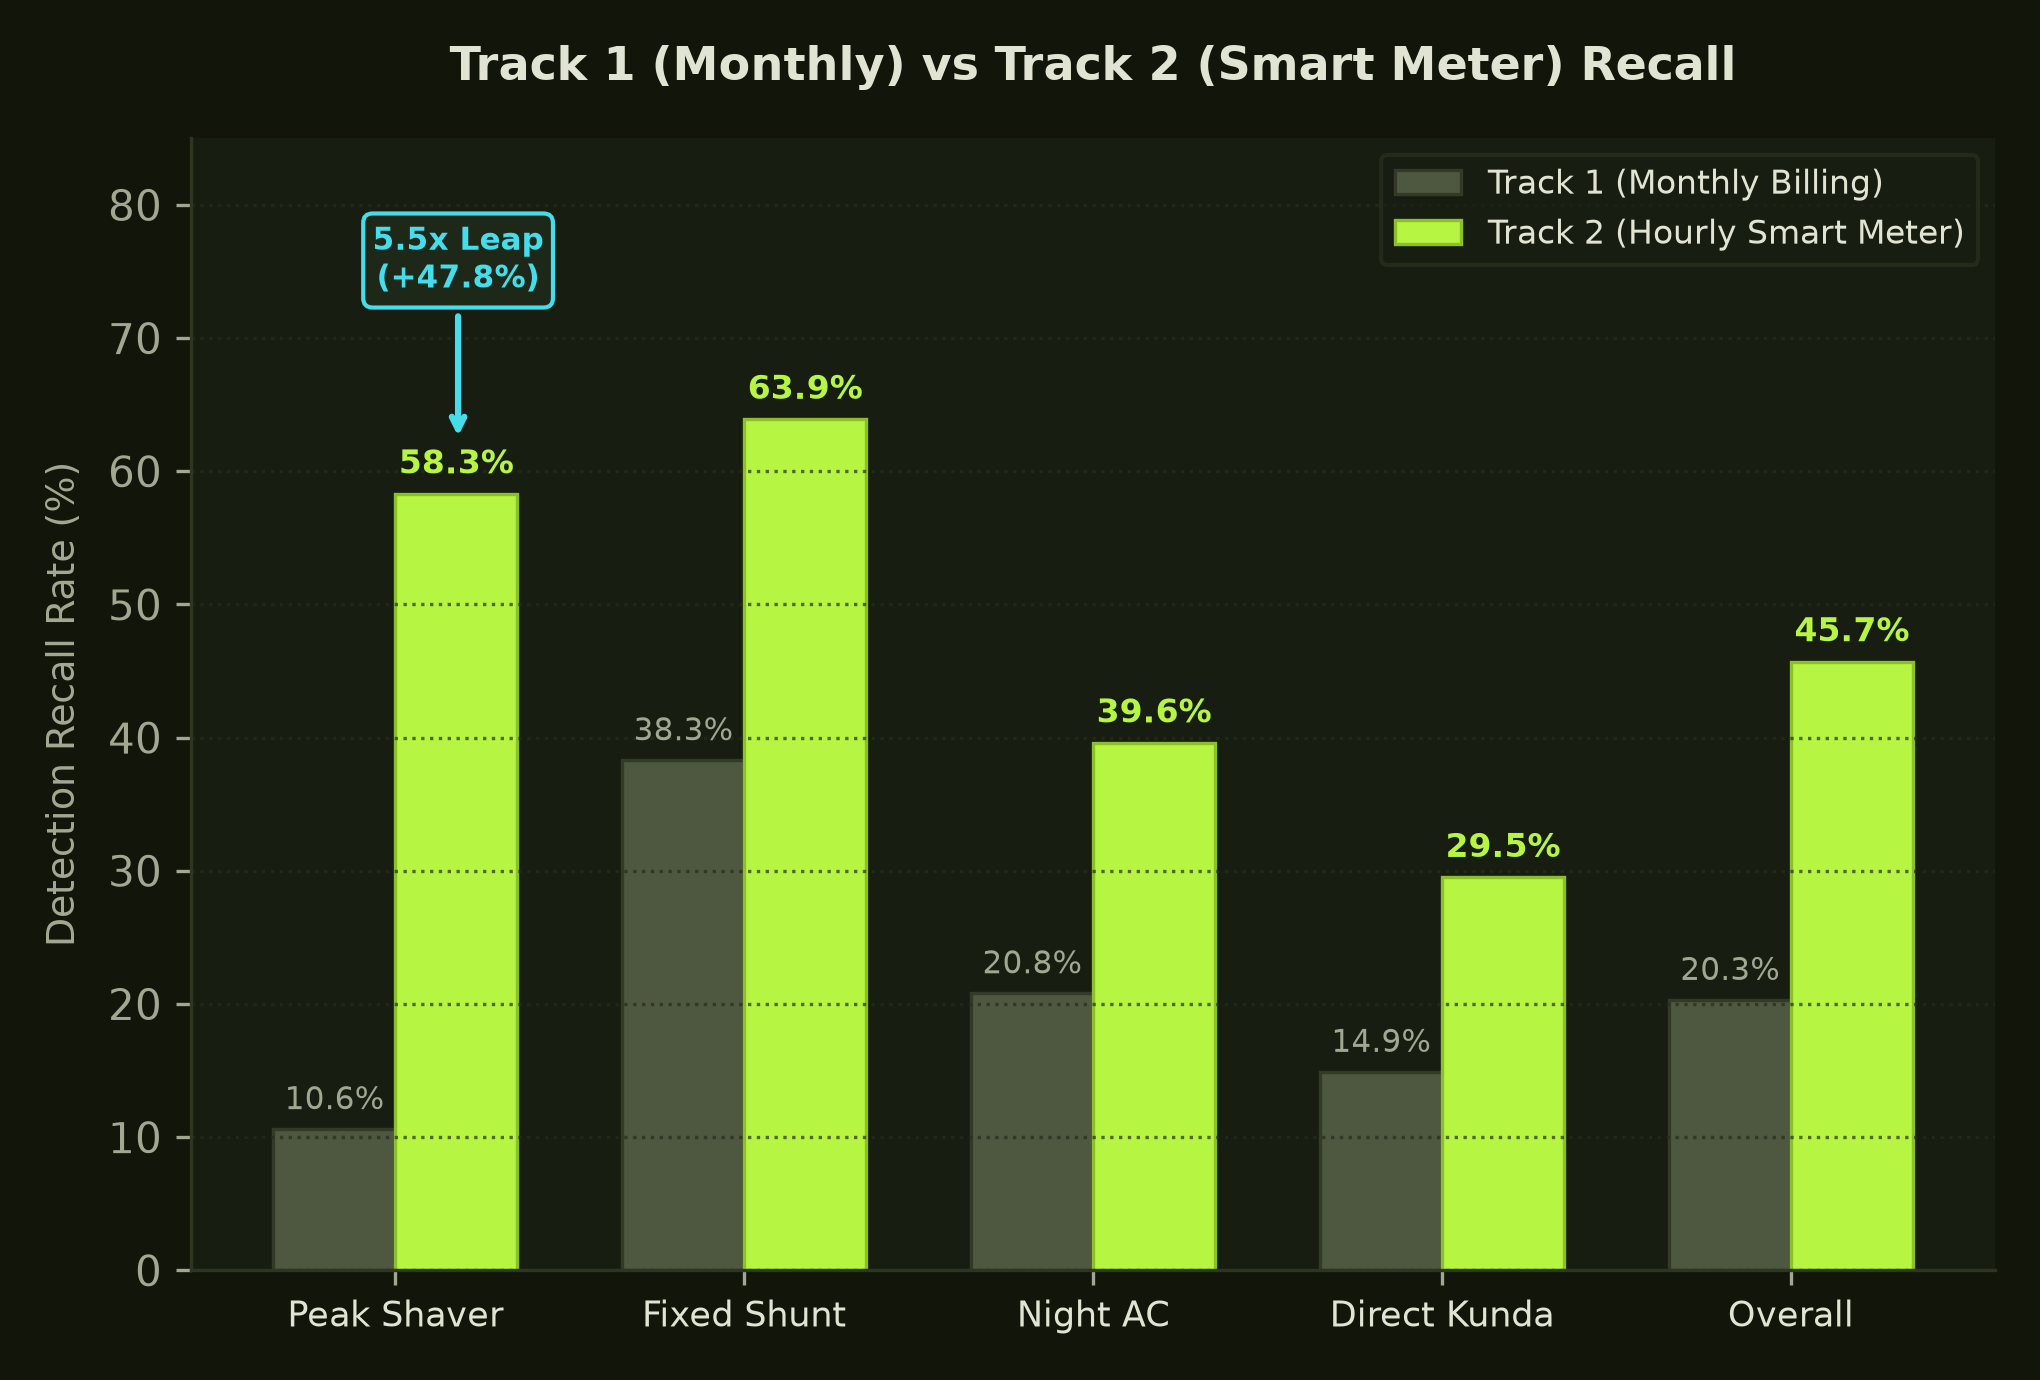 Track 1 (Monthly) vs Track 2 (Smart Meter) Recall
Track 1 (Monthly Billing)
Track 2 (Hourly Smart Meter)
5.5x Leap
(+47.8%)
Detection Recall Rate (%)
80
70
60
50
40
30
20
10
0
10.6%
58.3%
38.3%
63.9%
20.8%
39.6%
14.9%
29.5%
20.3%
45.7%
Peak Shaver
Fixed Shunt
Night AC
Direct Kunda
Overall